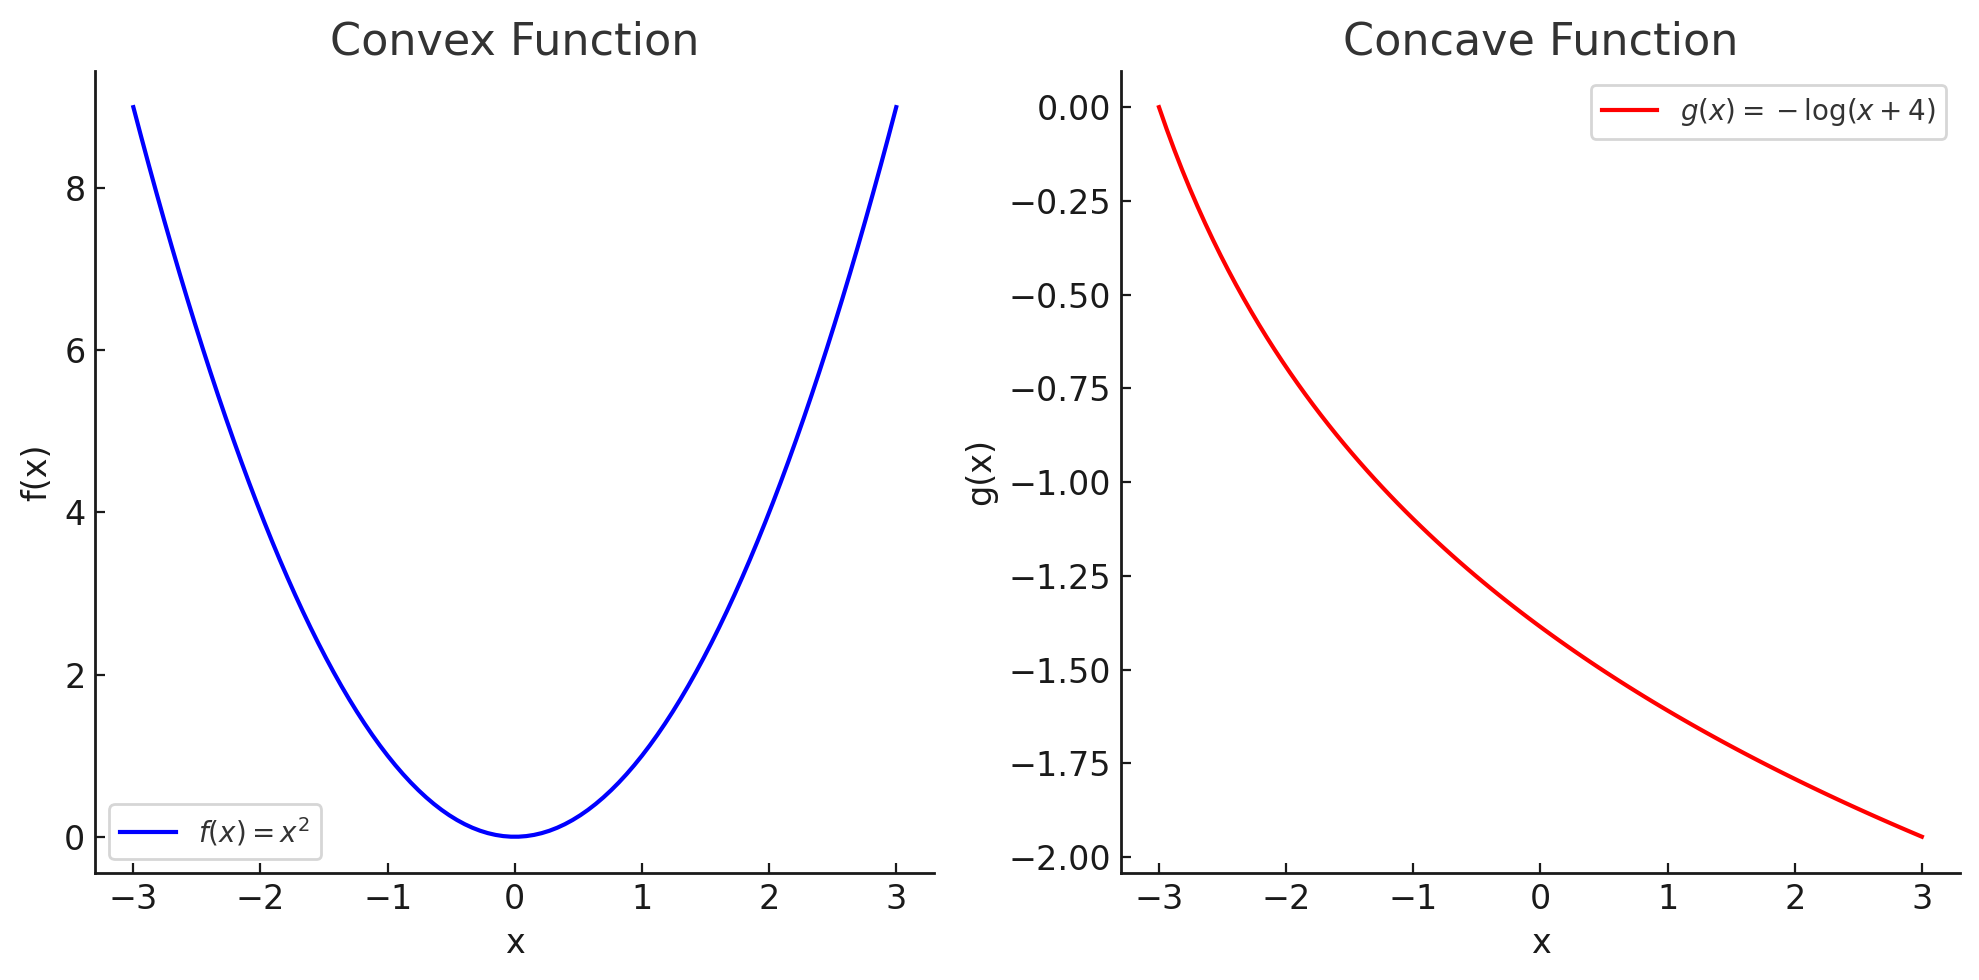 Convex Function
f(x)
8
6
4
2
0
−3 −2 −1 0 1 2 3
x
f(x) = x²
Concave Function
g(x)
0.00
−0.25
−0.50
−0.75
−1.00
−1.25
−1.50
−1.75
−2.00
−3 −2 −1 0 1 2 3
x
g(x) = − log(x + 4)